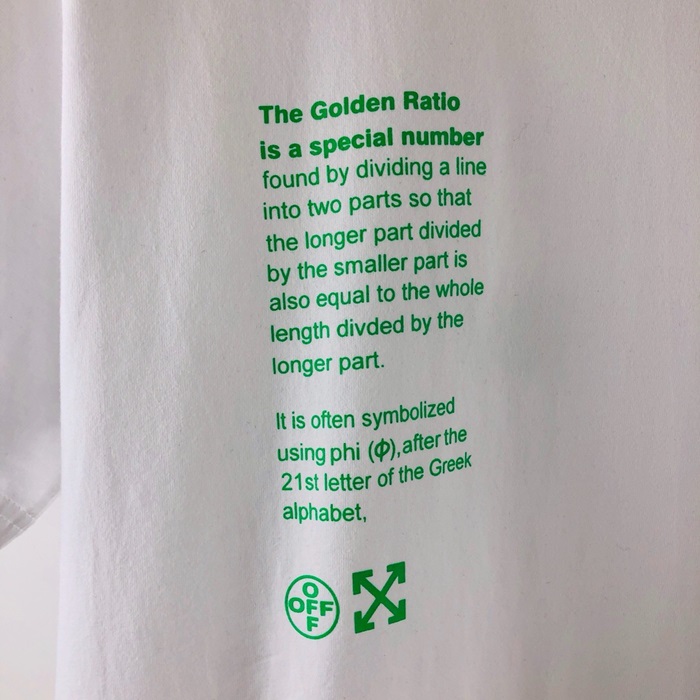 The Golden Ratio
is a special number
found by dividing a line
into two parts so that
the longer part divided
by the smaller part is
also equal to the whole
length divded by the
longer part.
It is often symbolized
using phi (Φ),after the
21st letter of the Greek
alphabet,
O
OFF
F